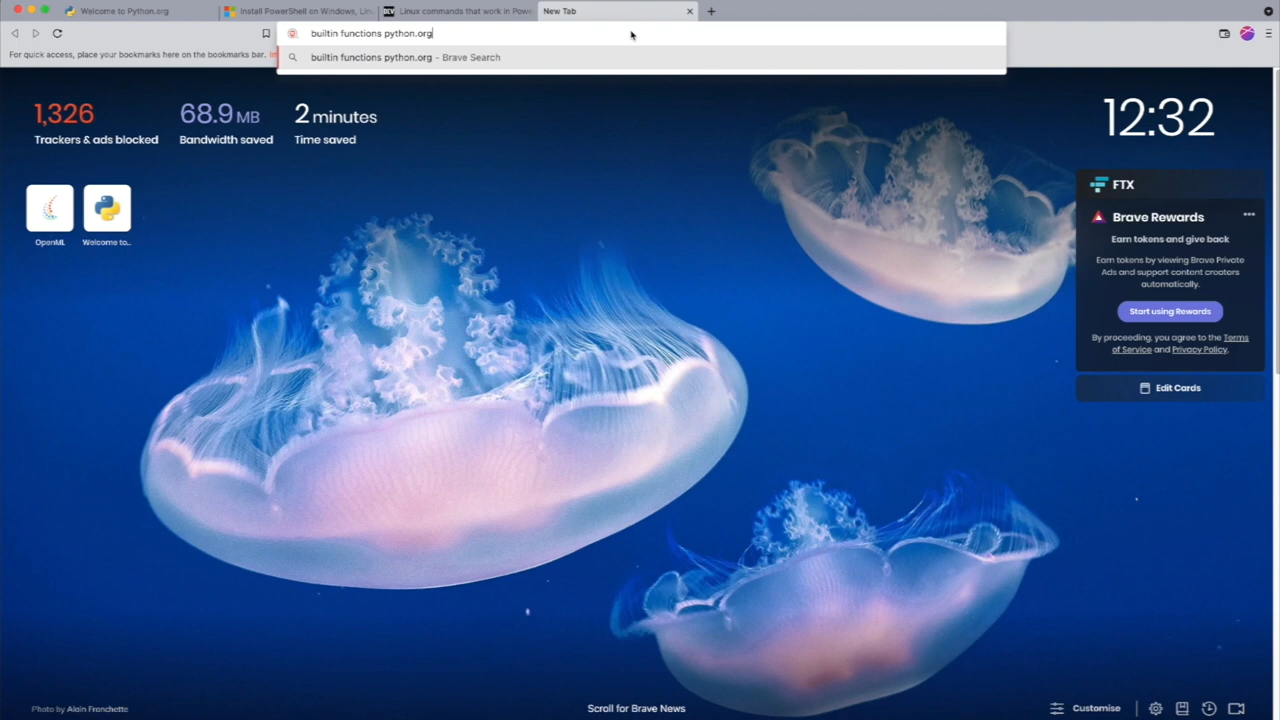 Welcome to Python.org
Install PowerShell on Windows, Linu
DEV
Linux commands that work in Powe
New Tab
builtin functions python.org
For quick access, place your bookmarks here on the bookmarks bar.
builtin functions python.org - Brave Search
1,326
Trackers & ads blocked
68.9 MB
Bandwidth saved
2 minutes
Time saved
12:32
OpenML
Welcome to..
FTX
Brave Rewards
Earn tokens and give back
Earn tokens by viewing Brave Private
Ads and support content creators
automatically.
Start using Rewards
By proceeding, you agree to the Terms
of Service and Privacy Policy.
Edit Cards
Photo by Alain Franchette
Scroll for Brave News
Customise